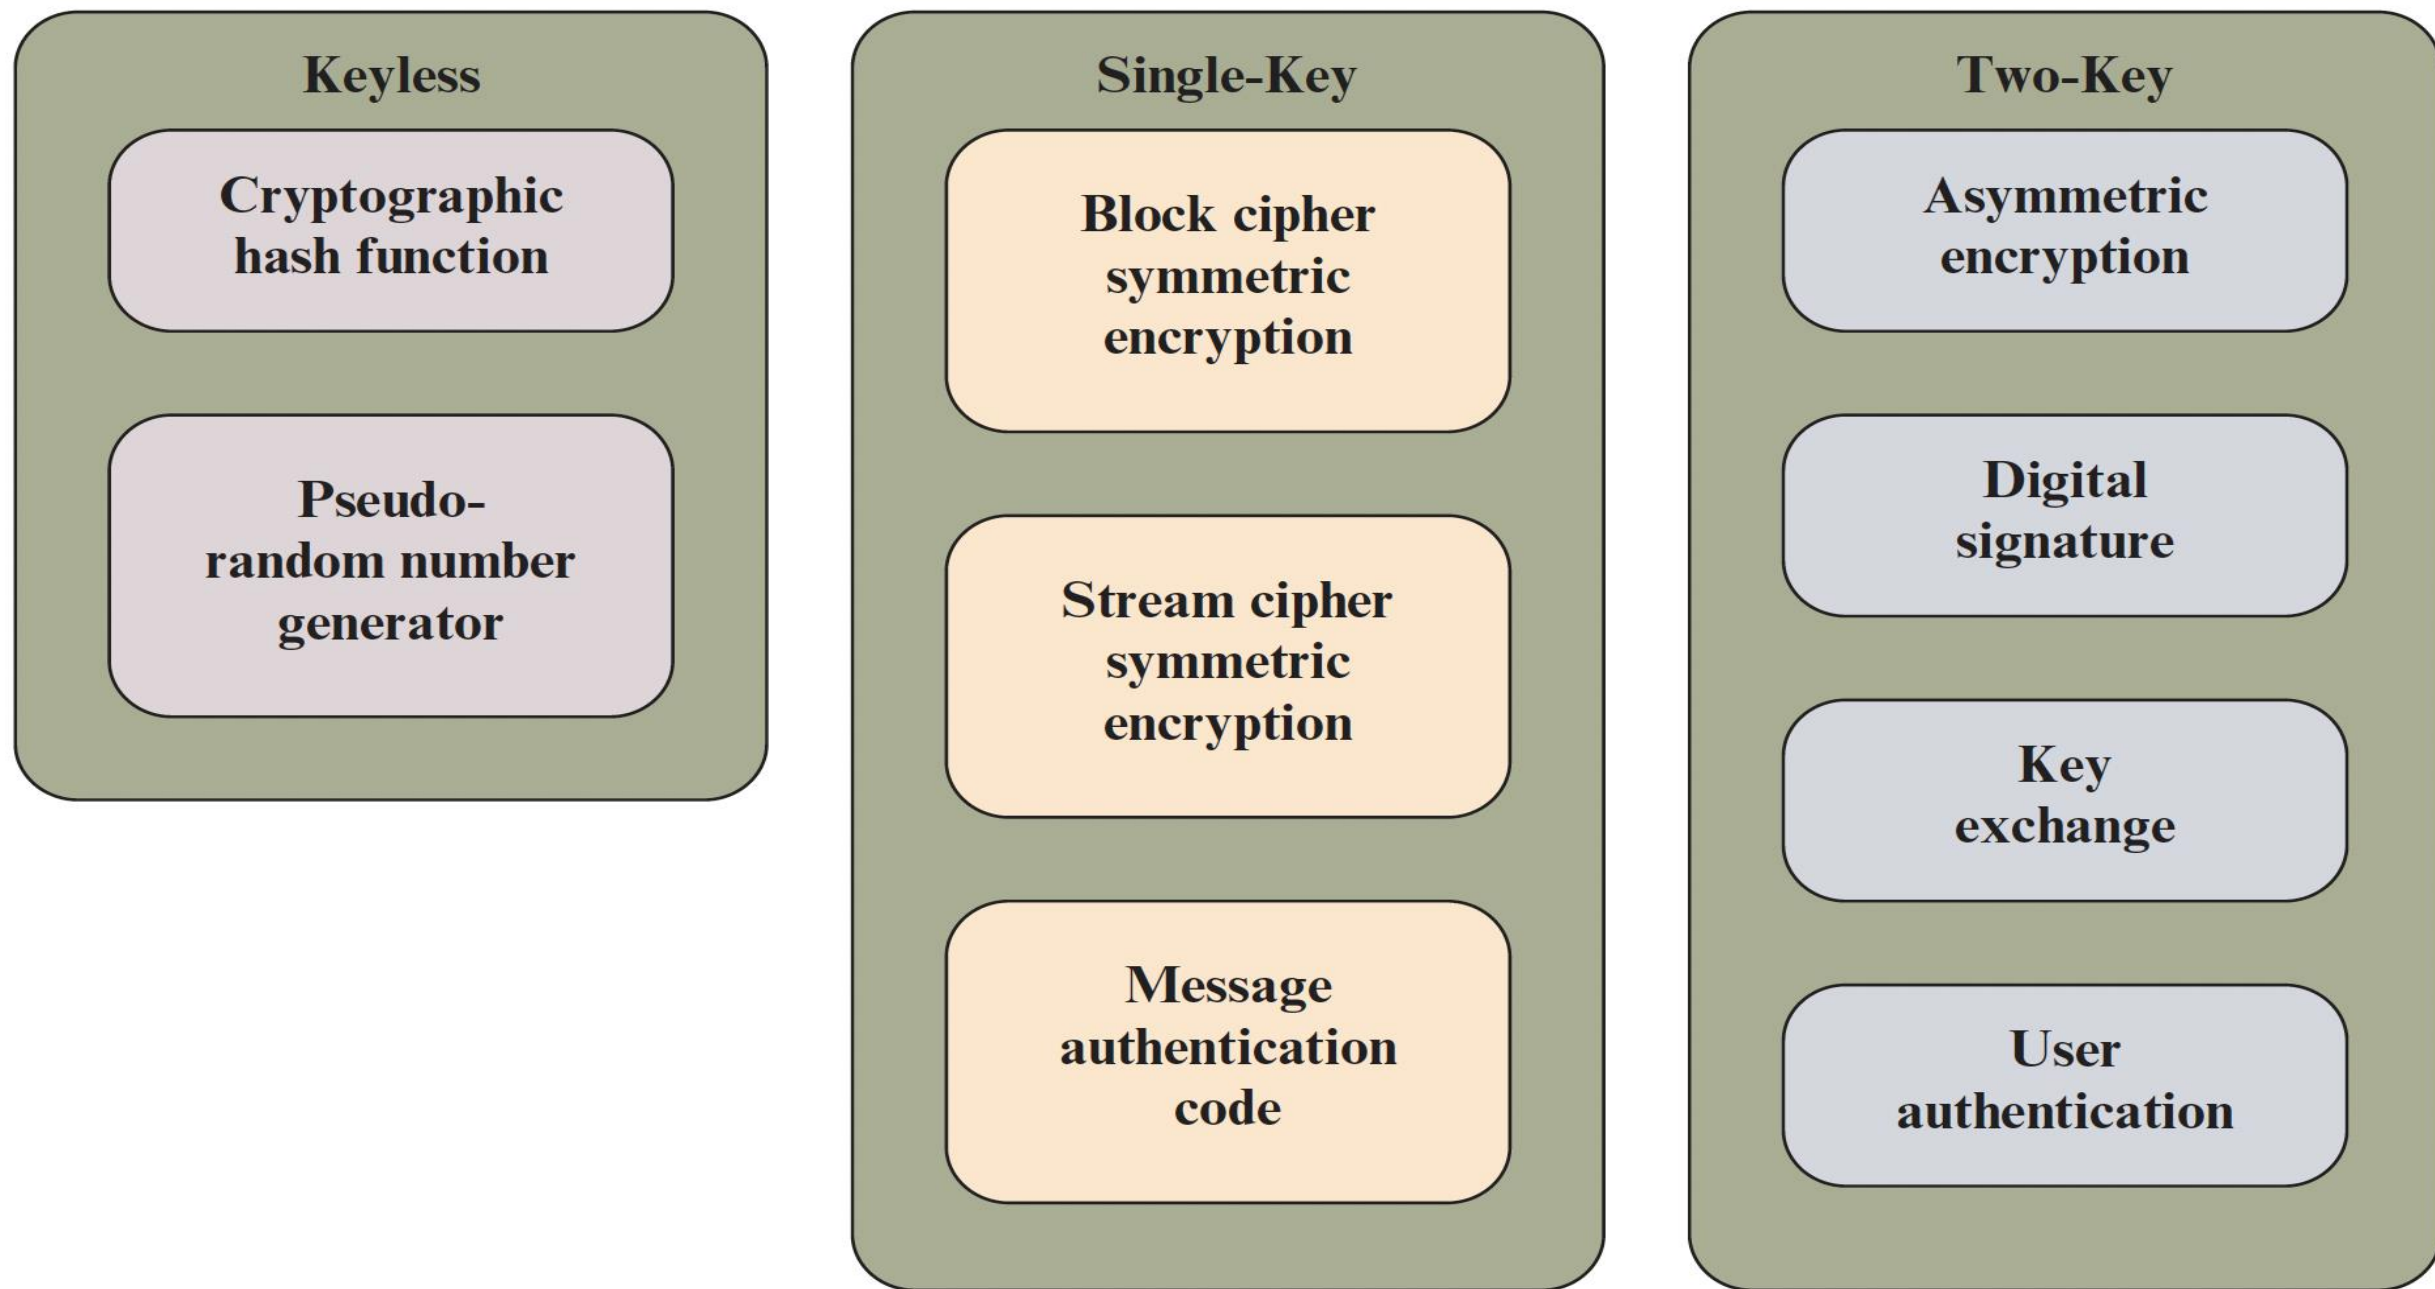 Keyless
Cryptographic
hash function
Pseudo-
random number
generator
Single-Key
Block cipher
symmetric
encryption
Stream cipher
symmetric
encryption
Message
authentication
code
Two-Key
Asymmetric
encryption
Digital
signature
Key
exchange
User
authentication